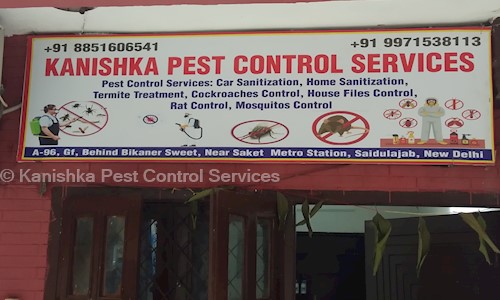 +91 8851606541 +91 9971538113
KANISHKA PEST CONTROL SERVICES
Pest Control Services: Car Sanitization, Home Sanitization,
Termite Treatment, Cockroaches Control, House Files Control,
Rat Control, Mosquitos Control
A-96, Gf, Behind Bikaner Sweet, Near Saket Metro Station, Saidulajab, New Delhi
© Kanishka Pest Control Services